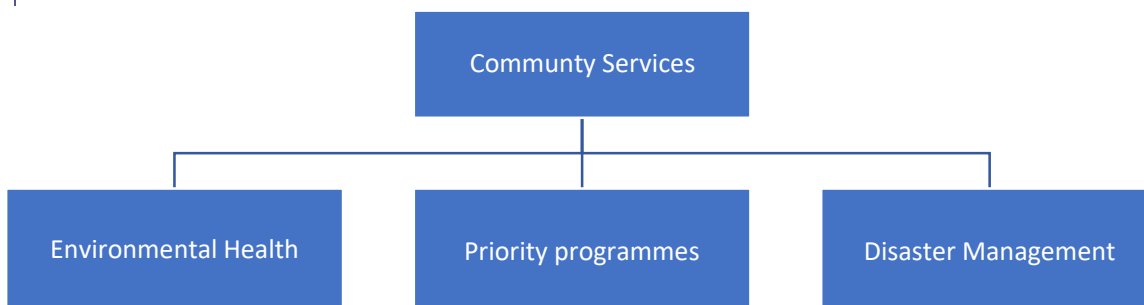 Communty Services
Environmental Health
Priority programmes
Disaster Management